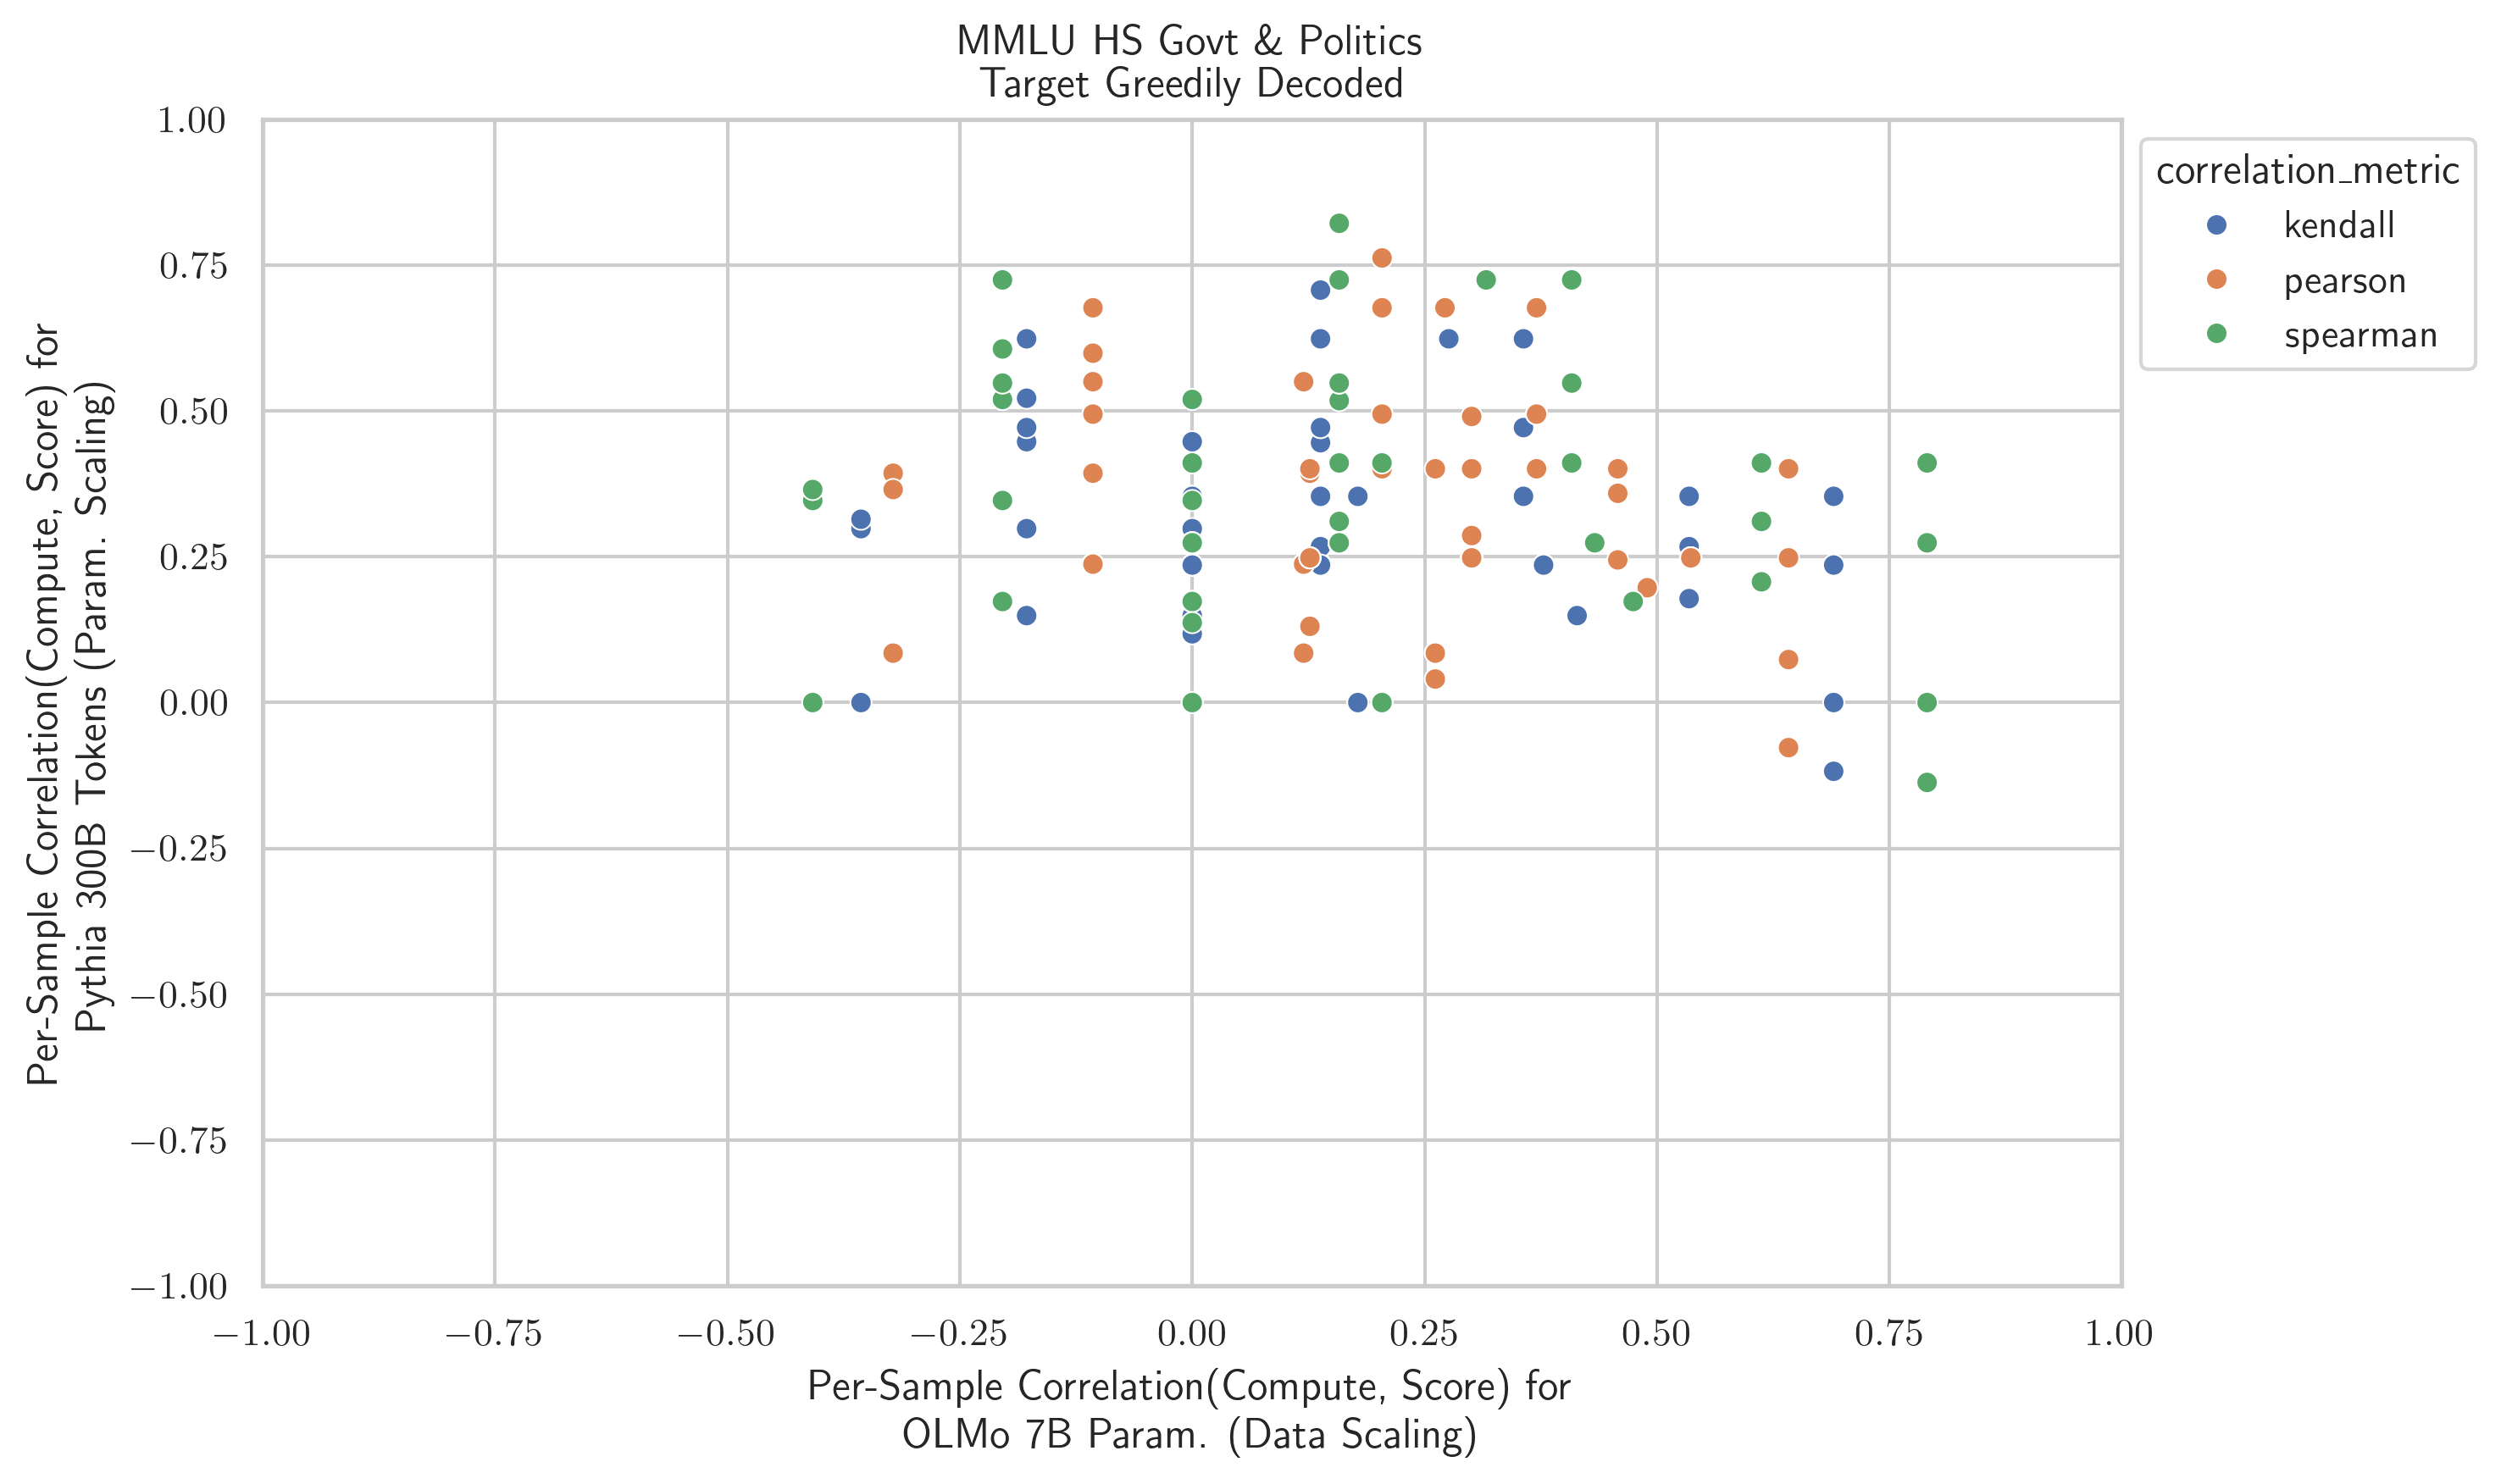 MMLU HS Govt & Politics
Target Greedily Decoded
Per-Sample Correlation(Compute, Score) for
Pythia 300B Tokens (Param. Scaling)
1.00
0.75
0.50
0.25
0.00
−0.25
−0.50
−0.75
−1.00
−1.00 −0.75 −0.50 −0.25 0.00 0.25 0.50 0.75 1.00
Per-Sample Correlation(Compute, Score) for
OLMo 7B Param. (Data Scaling)
correlation_metric
kendall
pearson
spearman